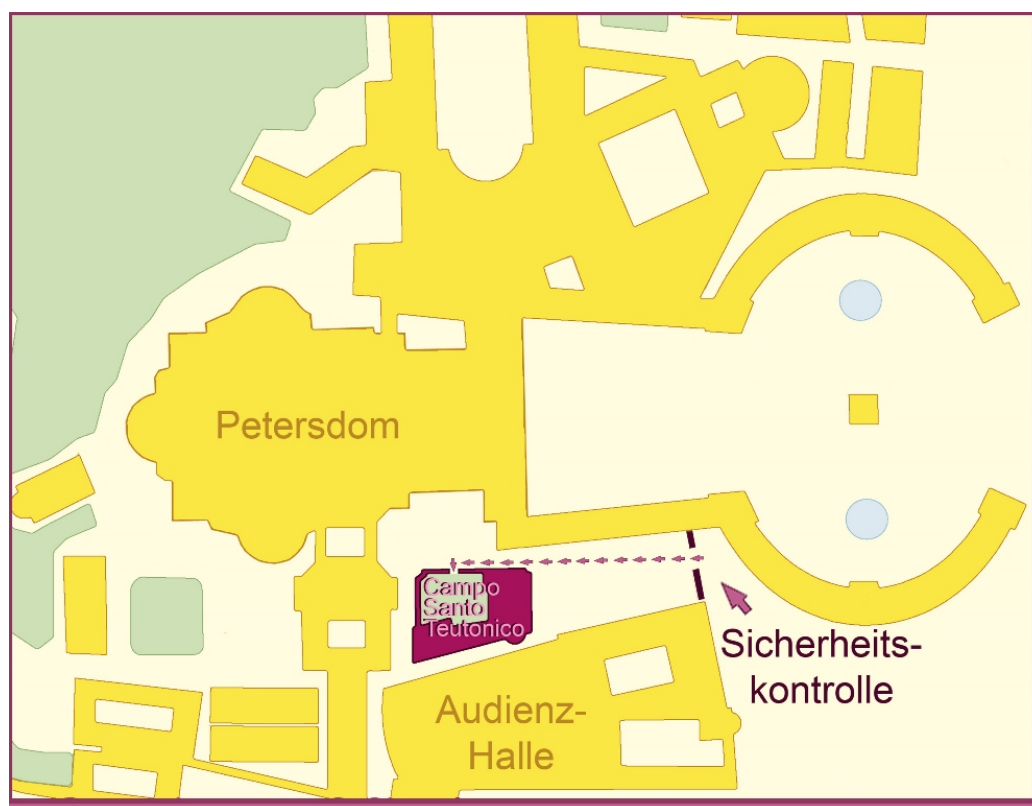 Petersdom
Campo
Santo
Teutonico
Sicherheits-
kontrolle
Audienz-
Halle